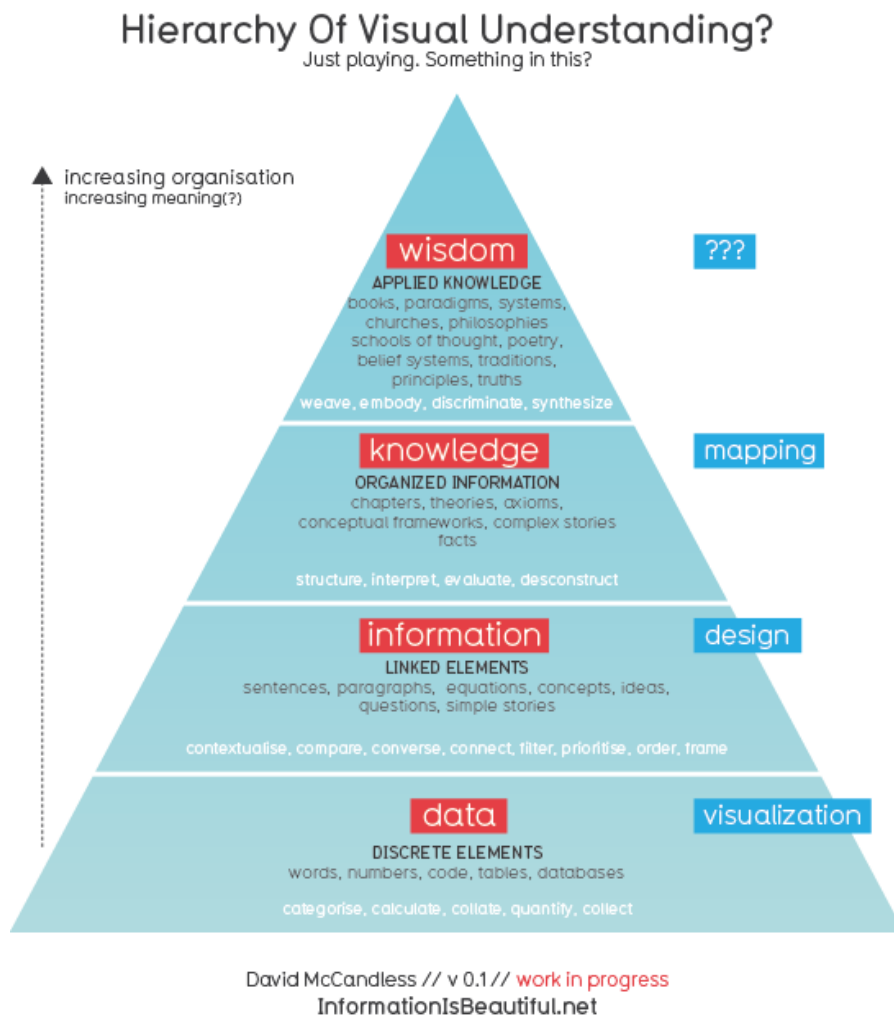 Hierarchy Of Visual Understanding?
Just playing. Something in this?
increasing organisation
increasing meaning(?)
wisdom
???
APPLIED KNOWLEDGE
books, paradigms, systems,
churches, philosophies
schools of thought, poetry,
belief systems, traditions,
principles, truths
weave, embody, discriminate, synthesize
knowledge
mapping
ORGANIZED INFORMATION
chapters, theories, axioms,
conceptual frameworks, complex stories
facts
structure, interpret, evaluate, desconstruct
information
design
LINKED ELEMENTS
sentences, paragraphs, equations, concepts, ideas,
questions, simple stories
contextualise, compare, converse, connect, filter, prioritise, order, frame
data
visualization
DISCRETE ELEMENTS
words, numbers, code, tables, databases
categorise, calculate, collate, quantify, collect
David McCandless // v 0.1 // work in progress
InformationIsBeautiful.net